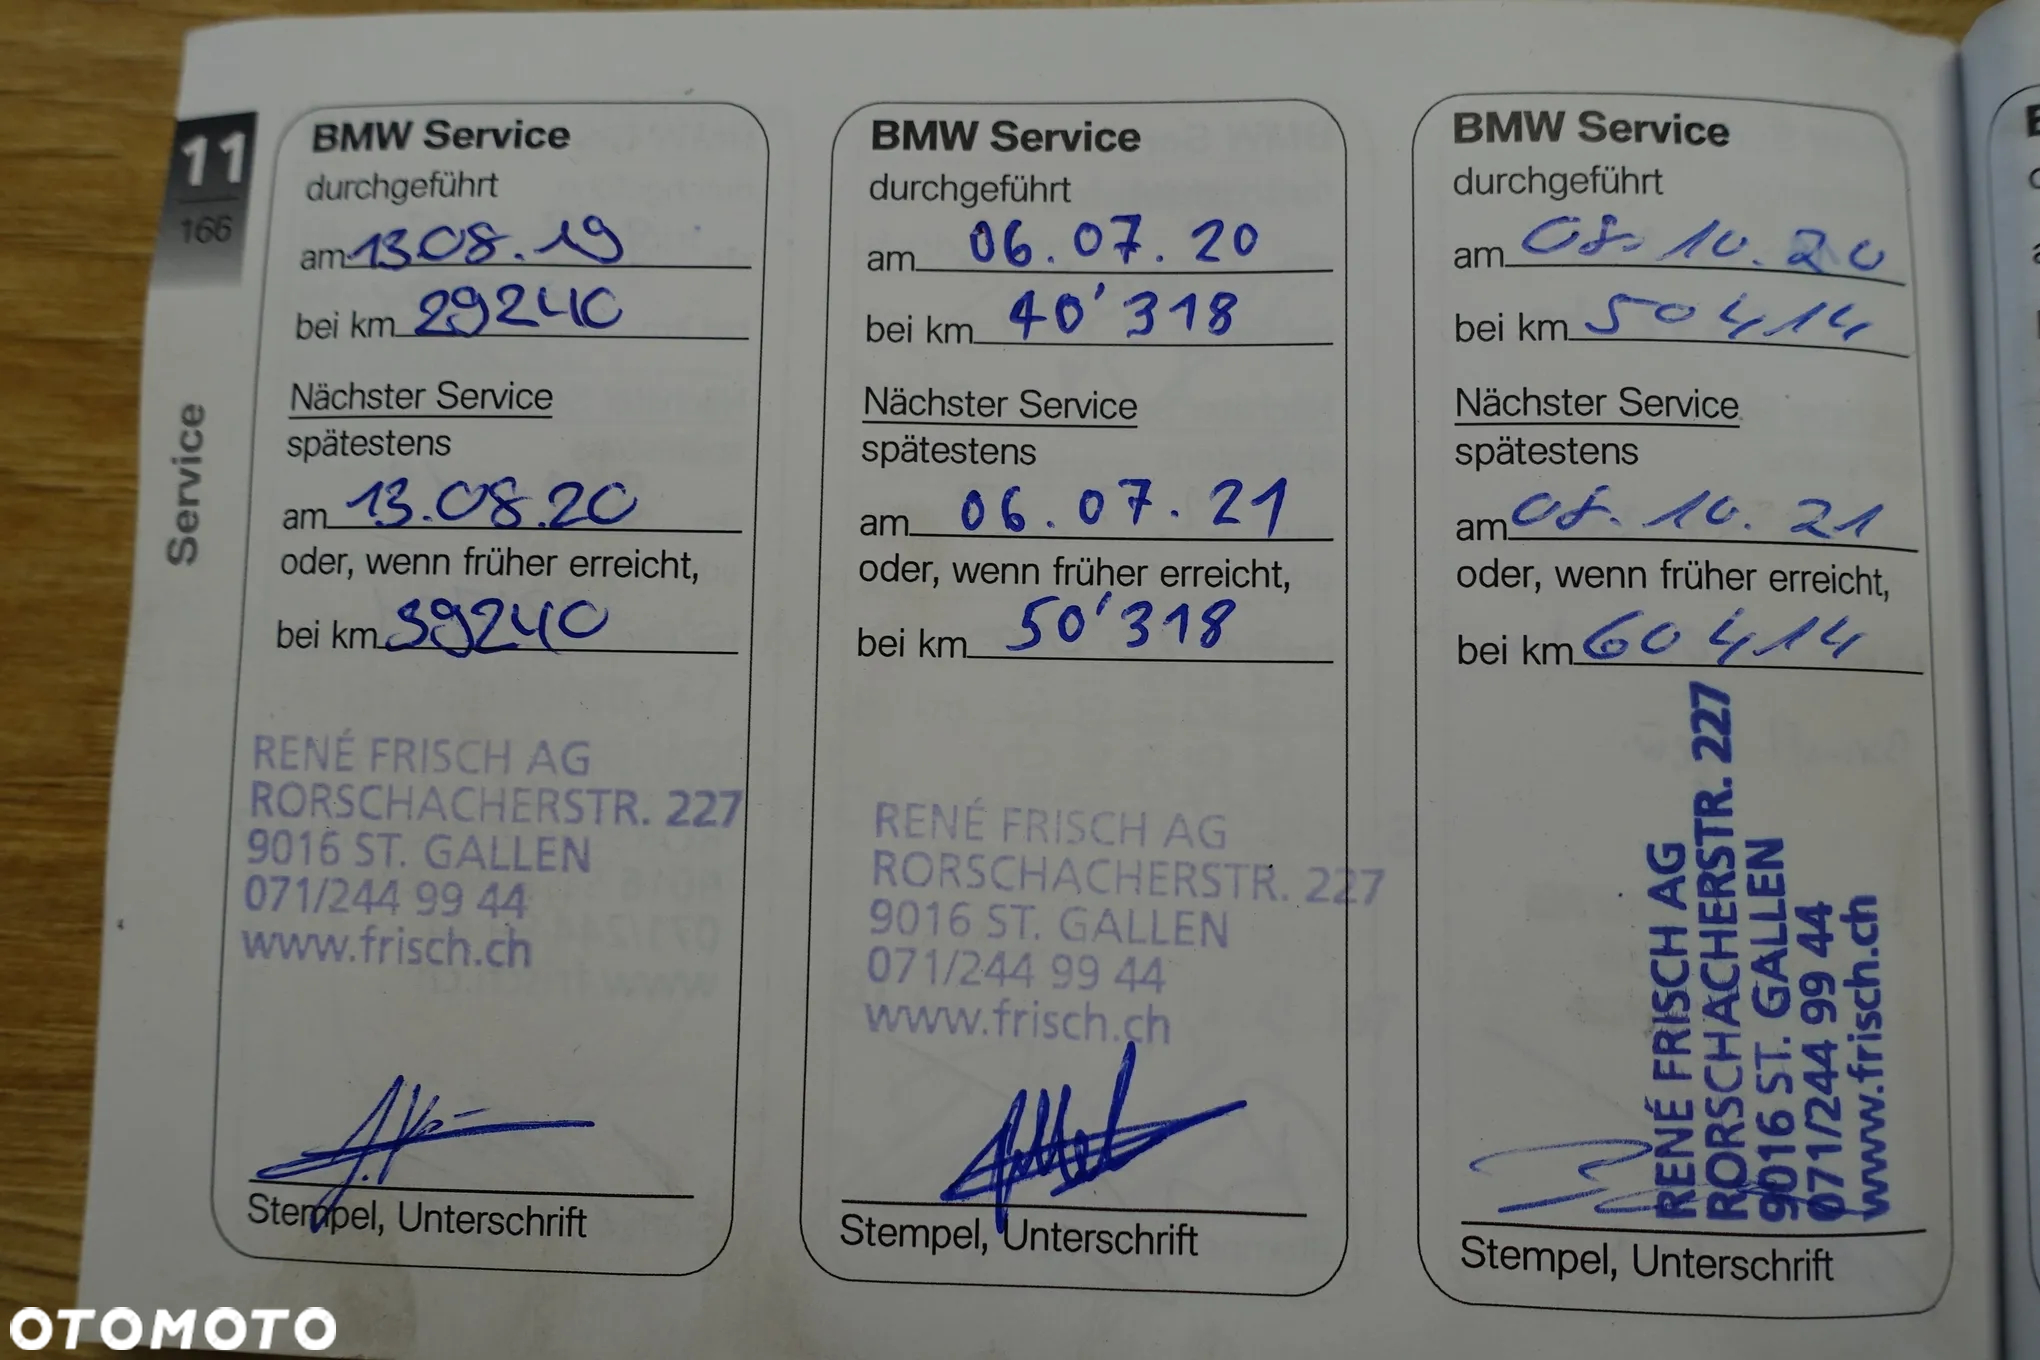 11
166
Service
BMW Service
durchgeführt
am 13.08.19
bei km 29240
Nächster Service
spätestens
am 13.08.20
oder, wenn früher erreicht,
bei km 39240
RENÉ FRISCH AG
RORSCHACHERSTR. 227
9016 ST. GALLEN
071/244 99 44
www.frisch.ch
Stempel, Unterschrift
BMW Service
durchgeführt
am 06.07.20
bei km 40'318
Nächster Service
spätestens
am 06.07.21
oder, wenn früher erreicht,
bei km 50'318
RENÉ FRISCH AG
RORSCHACHERSTR. 227
9016 ST. GALLEN
071/244 99 44
www.frisch.ch
Stempel, Unterschrift
BMW Service
durchgeführt
am 08.10.20
bei km 50414
Nächster Service
spätestens
am 08.10.21
oder, wenn früher erreicht,
bei km 60414
RENÉ FRISCH AG
RORSCHACHERSTR. 227
9016 ST. GALLEN
071/244 99 44
www.frisch.ch
Stempel, Unterschrift
OTOMOTO